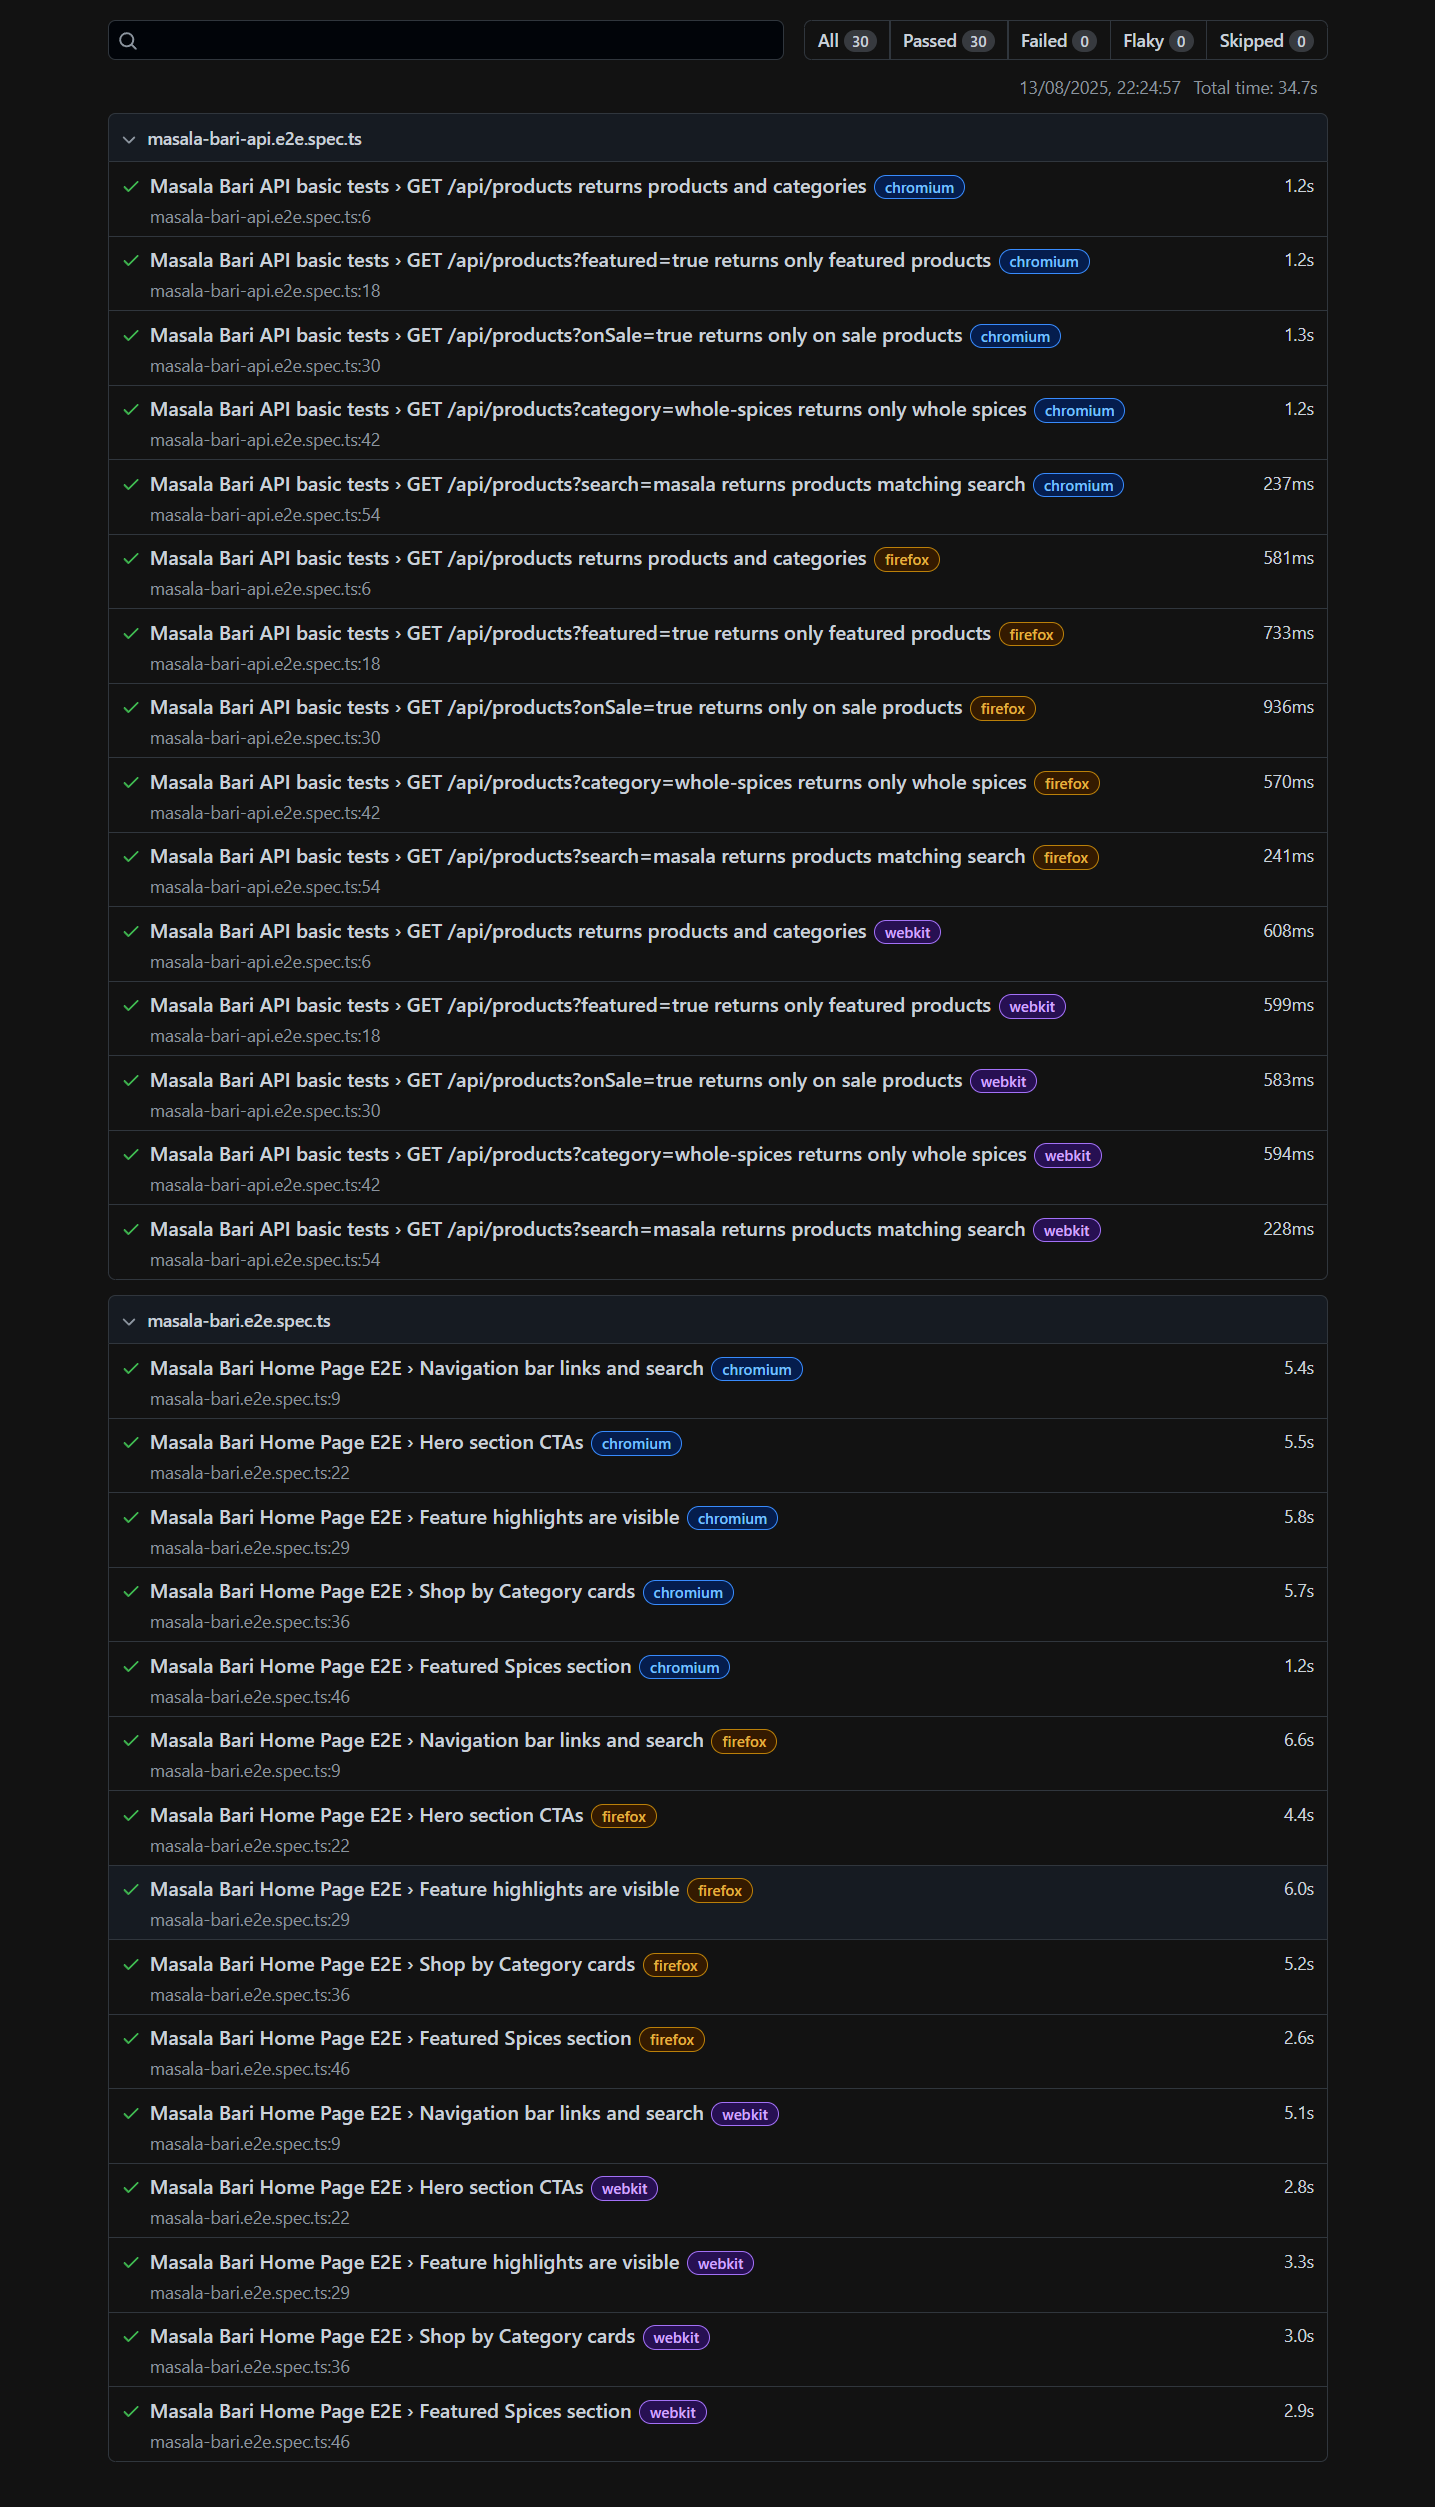 All 30 Passed 30 Failed 0 Flaky 0 Skipped 0
13/08/2025, 22:24:57 Total time: 34.7s
masala-bari-api.e2e.spec.ts
Masala Bari API basic tests › GET /api/products returns products and categories chromium 1.2s
masala-bari-api.e2e.spec.ts:6
Masala Bari API basic tests › GET /api/products?featured=true returns only featured products chromium 1.2s
masala-bari-api.e2e.spec.ts:18
Masala Bari API basic tests › GET /api/products?onSale=true returns only on sale products chromium 1.3s
masala-bari-api.e2e.spec.ts:30
Masala Bari API basic tests › GET /api/products?category=whole-spices returns only whole spices chromium 1.2s
masala-bari-api.e2e.spec.ts:42
Masala Bari API basic tests › GET /api/products?search=masala returns products matching search chromium 237ms
masala-bari-api.e2e.spec.ts:54
Masala Bari API basic tests › GET /api/products returns products and categories firefox 581ms
masala-bari-api.e2e.spec.ts:6
Masala Bari API basic tests › GET /api/products?featured=true returns only featured products firefox 733ms
masala-bari-api.e2e.spec.ts:18
Masala Bari API basic tests › GET /api/products?onSale=true returns only on sale products firefox 936ms
masala-bari-api.e2e.spec.ts:30
Masala Bari API basic tests › GET /api/products?category=whole-spices returns only whole spices firefox 570ms
masala-bari-api.e2e.spec.ts:42
Masala Bari API basic tests › GET /api/products?search=masala returns products matching search firefox 241ms
masala-bari-api.e2e.spec.ts:54
Masala Bari API basic tests › GET /api/products returns products and categories webkit 608ms
masala-bari-api.e2e.spec.ts:6
Masala Bari API basic tests › GET /api/products?featured=true returns only featured products webkit 599ms
masala-bari-api.e2e.spec.ts:18
Masala Bari API basic tests › GET /api/products?onSale=true returns only on sale products webkit 583ms
masala-bari-api.e2e.spec.ts:30
Masala Bari API basic tests › GET /api/products?category=whole-spices returns only whole spices webkit 594ms
masala-bari-api.e2e.spec.ts:42
Masala Bari API basic tests › GET /api/products?search=masala returns products matching search webkit 228ms
masala-bari-api.e2e.spec.ts:54
masala-bari.e2e.spec.ts
Masala Bari Home Page E2E › Navigation bar links and search chromium 5.4s
masala-bari.e2e.spec.ts:9
Masala Bari Home Page E2E › Hero section CTAs chromium 5.5s
masala-bari.e2e.spec.ts:22
Masala Bari Home Page E2E › Feature highlights are visible chromium 5.8s
masala-bari.e2e.spec.ts:29
Masala Bari Home Page E2E › Shop by Category cards chromium 5.7s
masala-bari.e2e.spec.ts:36
Masala Bari Home Page E2E › Featured Spices section chromium 1.2s
masala-bari.e2e.spec.ts:46
Masala Bari Home Page E2E › Navigation bar links and search firefox 6.6s
masala-bari.e2e.spec.ts:9
Masala Bari Home Page E2E › Hero section CTAs firefox 4.4s
masala-bari.e2e.spec.ts:22
Masala Bari Home Page E2E › Feature highlights are visible firefox 6.0s
masala-bari.e2e.spec.ts:29
Masala Bari Home Page E2E › Shop by Category cards firefox 5.2s
masala-bari.e2e.spec.ts:36
Masala Bari Home Page E2E › Featured Spices section firefox 2.6s
masala-bari.e2e.spec.ts:46
Masala Bari Home Page E2E › Navigation bar links and search webkit 5.1s
masala-bari.e2e.spec.ts:9
Masala Bari Home Page E2E › Hero section CTAs webkit 2.8s
masala-bari.e2e.spec.ts:22
Masala Bari Home Page E2E › Feature highlights are visible webkit 3.3s
masala-bari.e2e.spec.ts:29
Masala Bari Home Page E2E › Shop by Category cards webkit 3.0s
masala-bari.e2e.spec.ts:36
Masala Bari Home Page E2E › Featured Spices section webkit 2.9s
masala-bari.e2e.spec.ts:46